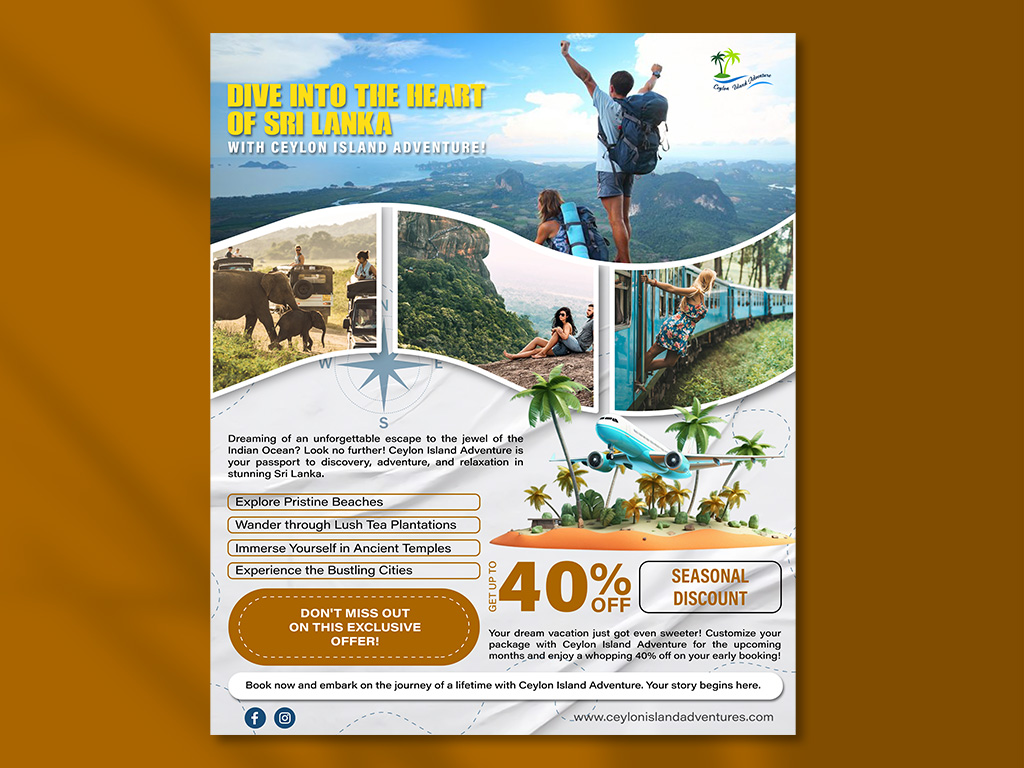 DIVE INTO THE HEART
OF SRI LANKA
WITH CEYLON ISLAND ADVENTURE!
Ceylon Island Adventure
N
W
E
S
Dreaming of an unforgettable escape to the jewel of the
Indian Ocean? Look no further! Ceylon Island Adventure is
your passport to discovery, adventure, and relaxation in
stunning Sri Lanka.
Explore Pristine Beaches
Wander through Lush Tea Plantations
Immerse Yourself in Ancient Temples
Experience the Bustling Cities
DON'T MISS OUT
ON THIS EXCLUSIVE
OFFER!
GET UP TO
40% OFF
SEASONAL
DISCOUNT
Your dream vacation just got even sweeter! Customize your
package with Ceylon Island Adventure for the upcoming
months and enjoy a whopping 40% off on your early booking!
Book now and embark on the journey of a lifetime with Ceylon Island Adventure. Your story begins here.
www.ceylonislandadventures.com